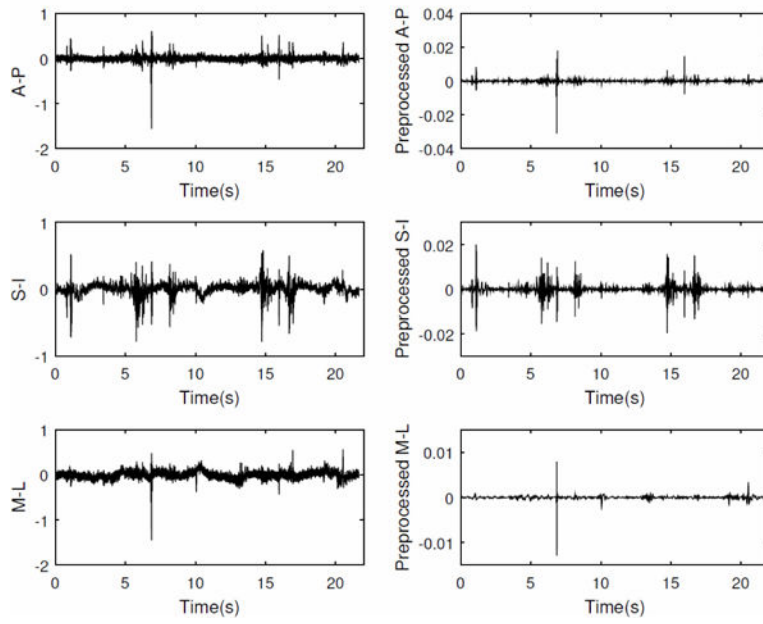 1
0
-1
-2
A-P
0 5 10 15 20
Time(s)
0.04
0.02
0
-0.02
-0.04
Preprocessed A-P
0 5 10 15 20
Time(s)
1
0
-1
S-I
0 5 10 15 20
Time(s)
0.02
0
-0.02
Preprocessed S-I
0 5 10 15 20
Time(s)
1
0
-1
-2
M-L
0 5 10 15 20
Time(s)
0.01
0
-0.01
Preprocessed M-L
0 5 10 15 20
Time(s)